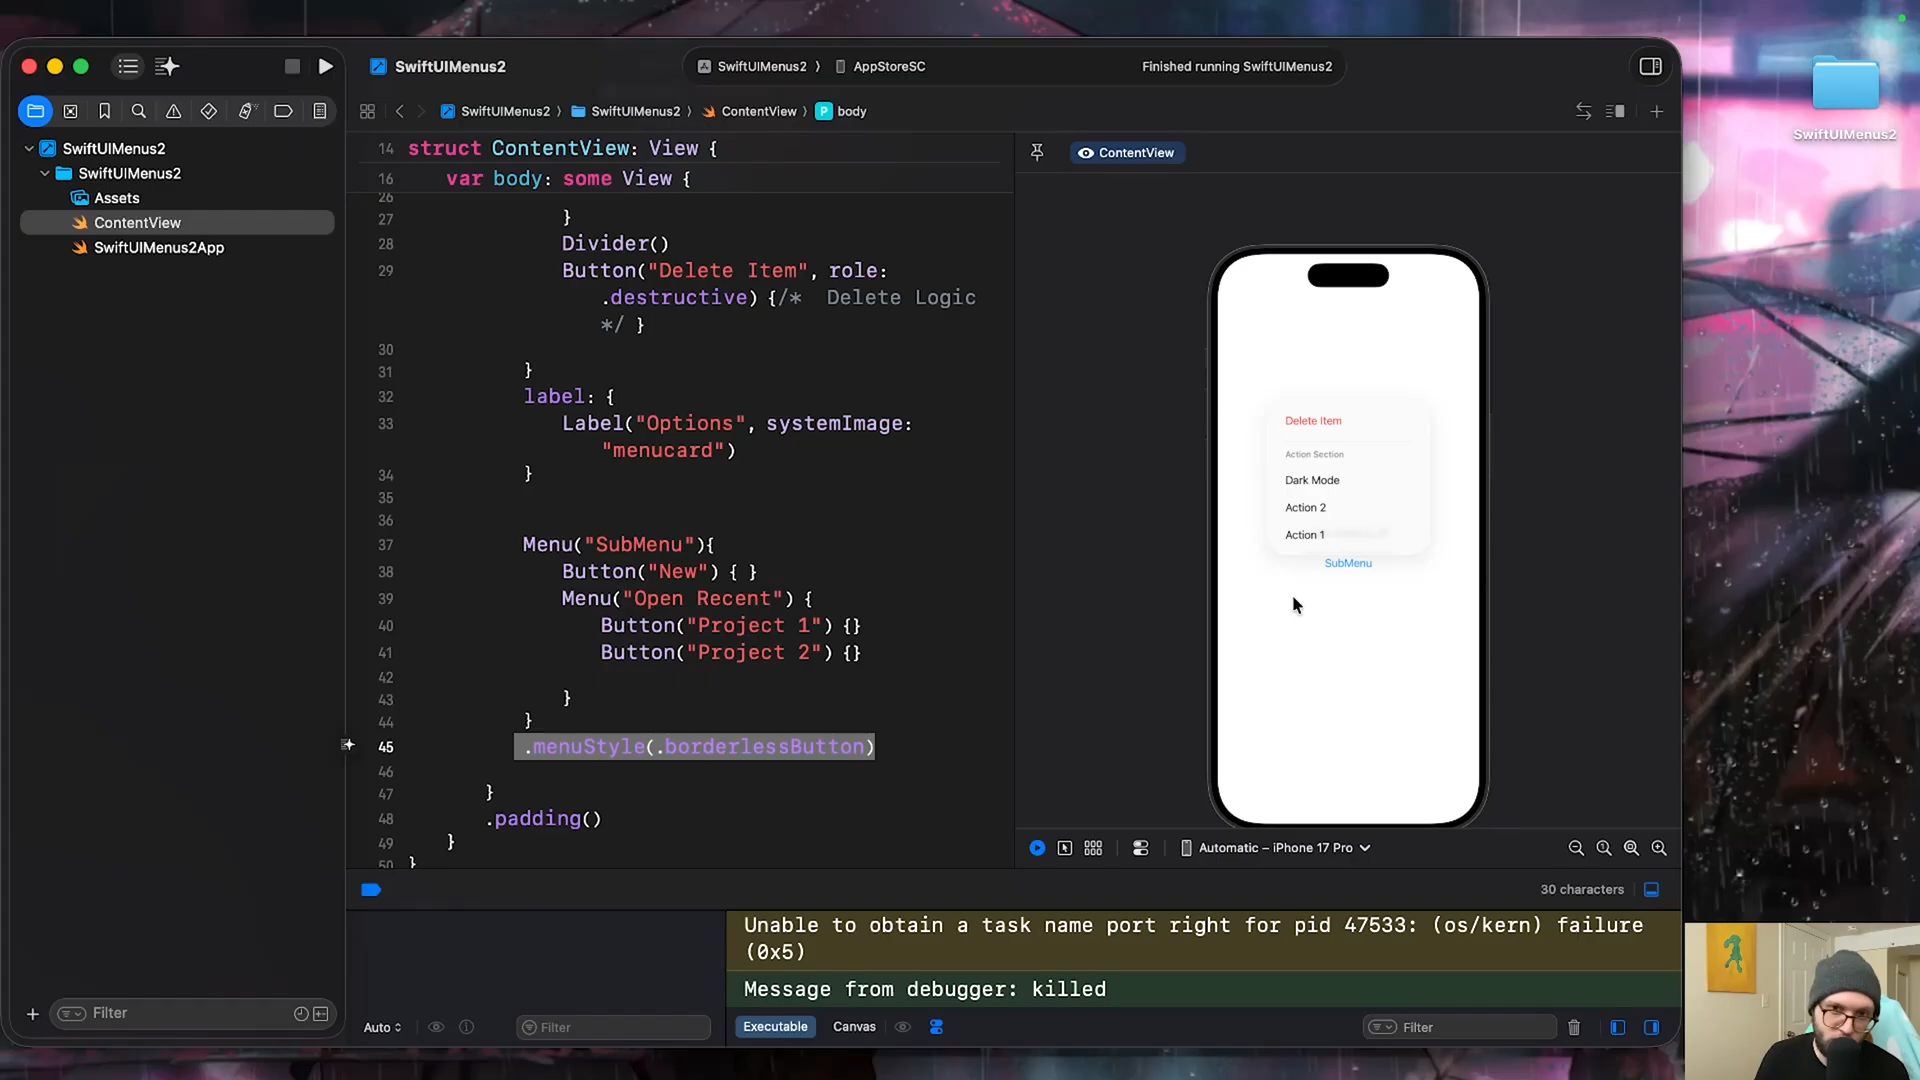 SwiftUIMenus2
SwiftUIMenus2 〉 AppStoreSC
Finished running SwiftUIMenus2
SwiftUIMenus2 〉 SwiftUIMenus2 〉 ContentView 〉 P body
SwiftUIMenus2
SwiftUIMenus2
Assets
ContentView
SwiftUIMenus2App
Filter
14 struct ContentView: View {
16 var body: some View {
26
27 }
28 Divider()
29 Button("Delete Item", role:
.destructive) {/*  Delete Logic
*/ }
30
31 }
32 label: {
33 Label("Options", systemImage:
"menucard")
34 }
35
36
37 Menu("SubMenu"){
38 Button("New") { }
39 Menu("Open Recent") {
40 Button("Project 1") {}
41 Button("Project 2") {}
42
43 }
44 }
45 .menuStyle(.borderlessButton)
46
47 }
48 .padding()
49 }
50 }
ContentView
Delete Item
Action Section
Dark Mode
Action 2
Action 1
SubMenu
Automatic – iPhone 17 Pro
30 characters
Unable to obtain a task name port right for pid 47533: (os/kern) failure
(0x5)
Message from debugger: killed
Auto
Filter
Executable
Canvas
Filter
SwiftUIMenus2